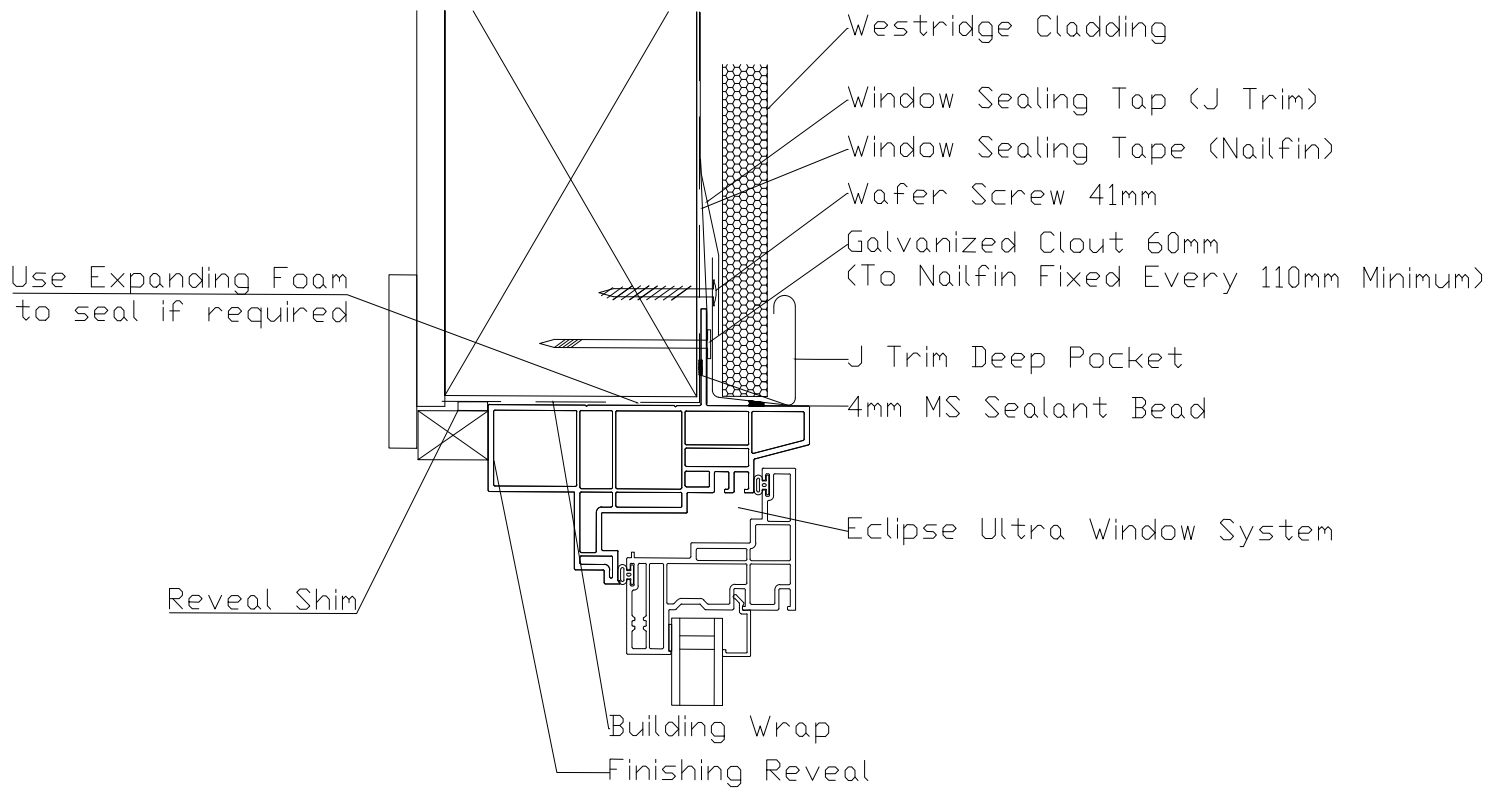 Westridge Cladding
Window Sealing Tap (J Trim)
Window Sealing Tape (Nailfin)
Wafer Screw 41mm
Galvanized Clout 60mm
(To Nailfin Fixed Every 110mm Minimum)
Use Expanding Foam
to seal if required
J Trim Deep Pocket
4mm MS Sealant Bead
Eclipse Ultra Window System
Reveal Shim
Building Wrap
Finishing Reveal